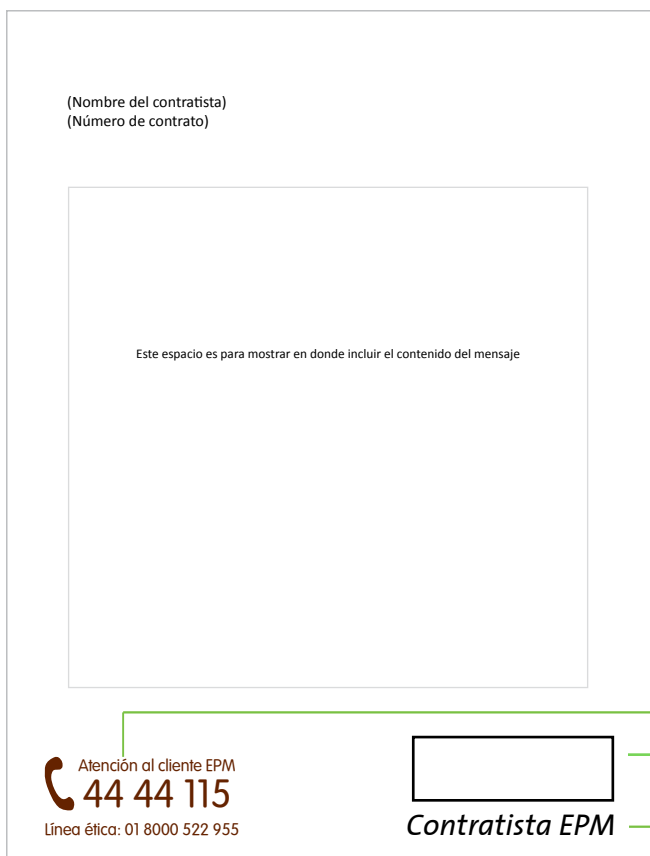 (Nombre del contratista)
(Número de contrato)
Este espacio es para mostrar en donde incluir el contenido del mensaje
Atención al cliente EPM
44 44 115
Línea ética: 01 8000 522 955
Contratista EPM